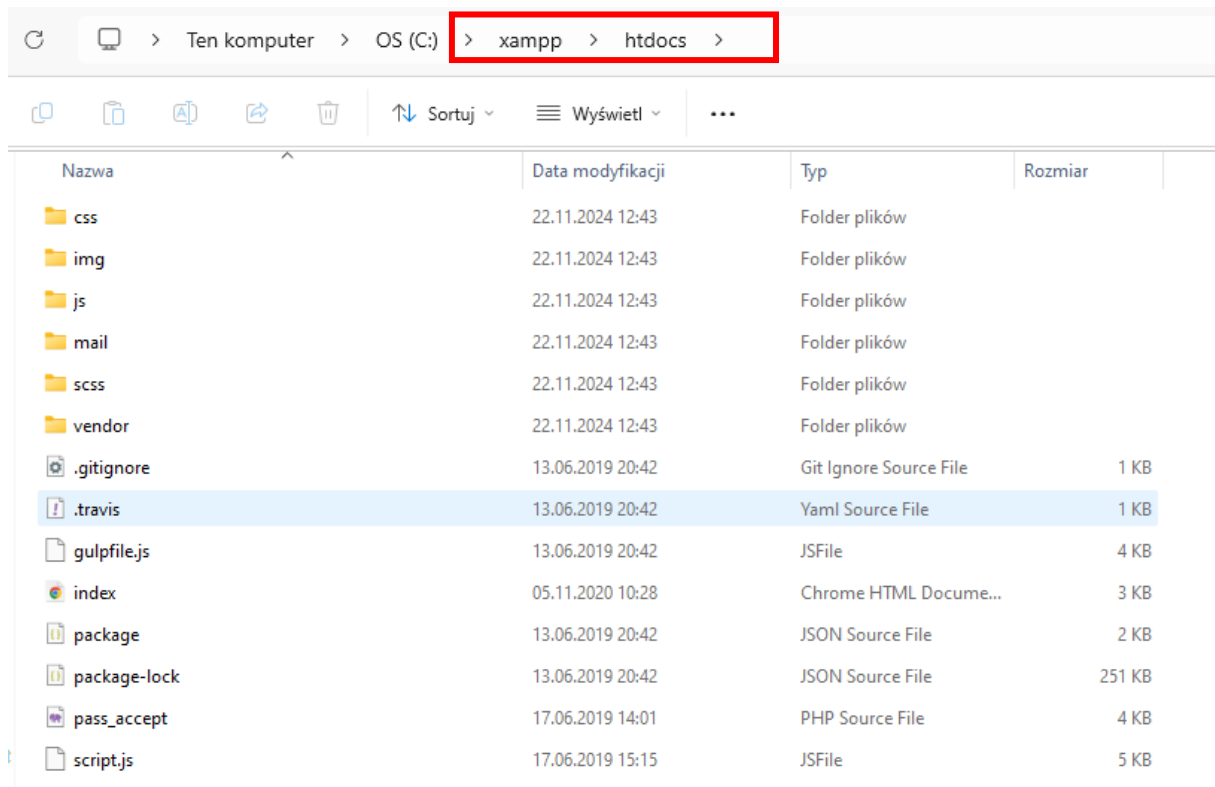 Ten komputer > OS (C:) > xampp > htdocs >
Sortuj Wyświetl ...
Nazwa Data modyfikacji Typ Rozmiar
css 22.11.2024 12:43 Folder plików
img 22.11.2024 12:43 Folder plików
js 22.11.2024 12:43 Folder plików
mail 22.11.2024 12:43 Folder plików
scss 22.11.2024 12:43 Folder plików
vendor 22.11.2024 12:43 Folder plików
.gitignore 13.06.2019 20:42 Git Ignore Source File 1 KB
.travis 13.06.2019 20:42 Yaml Source File 1 KB
gulpfile.js 13.06.2019 20:42 JSFile 4 KB
index 05.11.2020 10:28 Chrome HTML Docume... 3 KB
package 13.06.2019 20:42 JSON Source File 2 KB
package-lock 13.06.2019 20:42 JSON Source File 251 KB
pass_accept 17.06.2019 14:01 PHP Source File 4 KB
script.js 17.06.2019 15:15 JSFile 5 KB